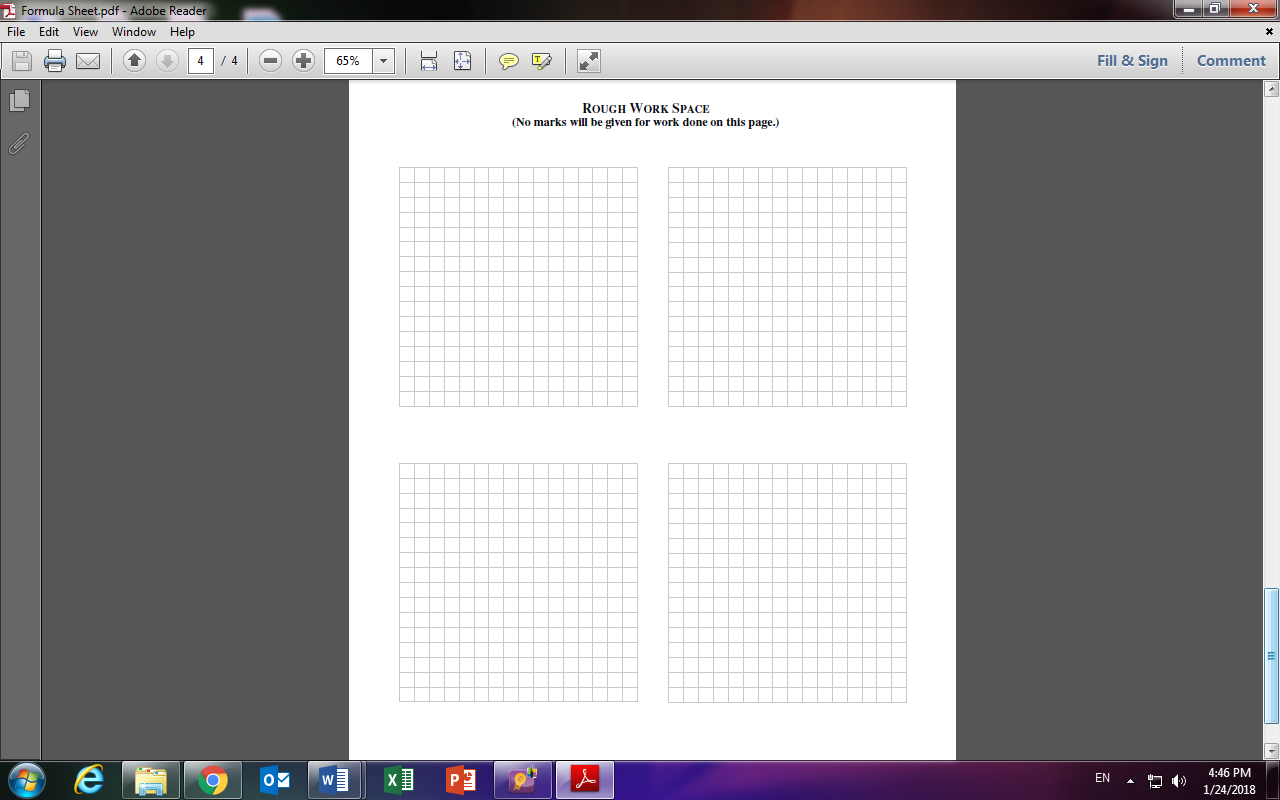 Formula Sheet.pdf - Adobe Reader
File Edit View Window Help
4 / 4 65% Fill & Sign Comment
ROUGH WORK SPACE
(No marks will be given for work done on this page.)
EN 4:46 PM
1/24/2018